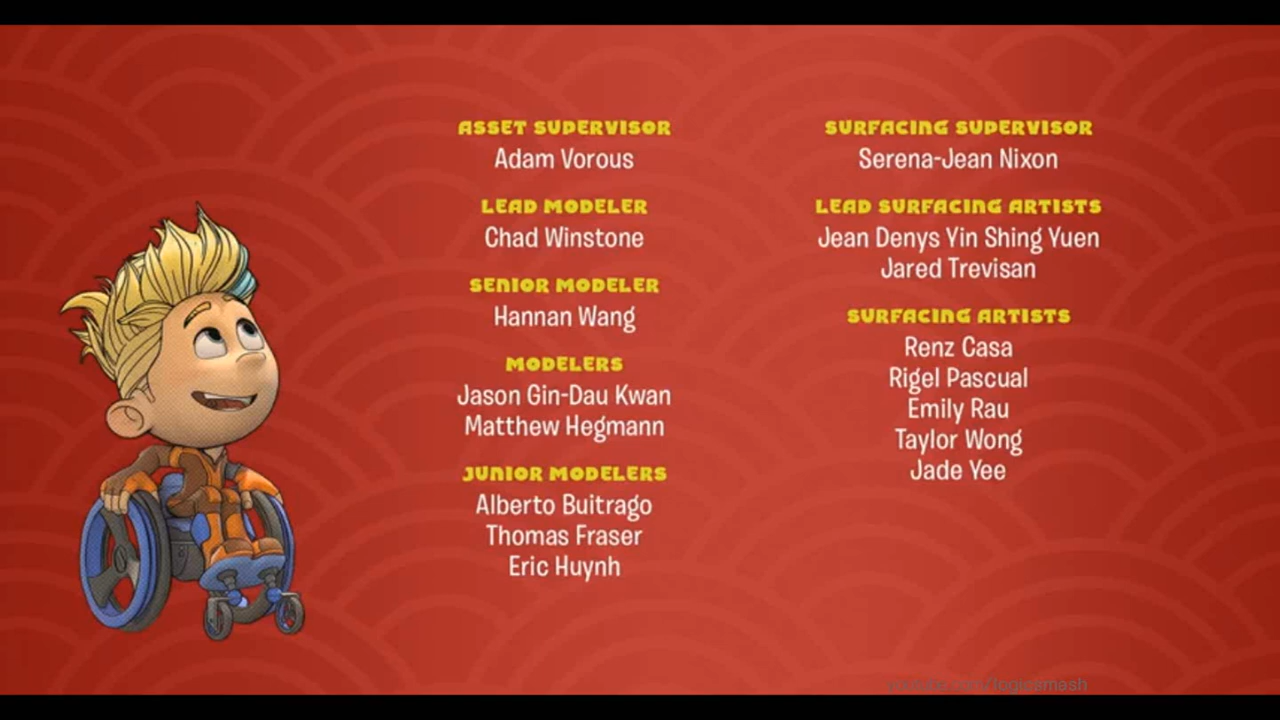 ASSET SUPERVISOR
Adam Vorous
LEAD MODELER
Chad Winstone
SENIOR MODELER
Hannan Wang
MODELERS
Jason Gin-Dau Kwan
Matthew Hegmann
JUNIOR MODELERS
Alberto Buitrago
Thomas Fraser
Eric Huynh
SURFACING SUPERVISOR
Serena-Jean Nixon
LEAD SURFACING ARTISTS
Jean Denys Yin Shing Yuen
Jared Trevisan
SURFACING ARTISTS
Renz Casa
Rigel Pascual
Emily Rau
Taylor Wong
Jade Yee